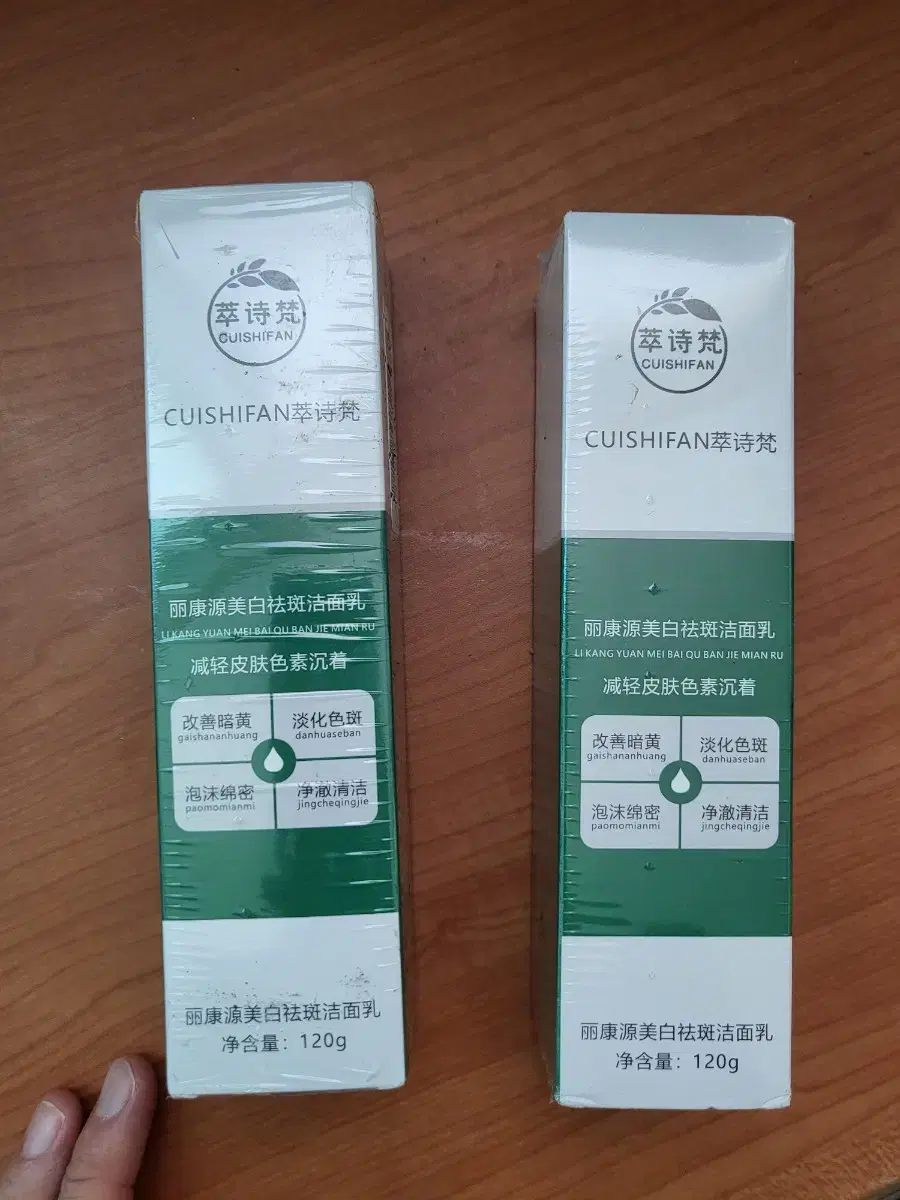 萃诗梵
CUISHIFAN
CUISHIFAN萃诗梵
丽康源美白祛斑洁面乳
LI KANG YUAN MEI BAI QU BAN JIE MIAN RU
减轻皮肤色素沉着
改善暗黄 淡化色斑
gaishananhuang danhuaseban
泡沫绵密 净澈清洁
paomomianmi jingcheqingjie
丽康源美白祛斑洁面乳
净含量：120g
萃诗梵
CUISHIFAN
CUISHIFAN萃诗梵
丽康源美白祛斑洁面乳
LI KANG YUAN MEI BAI QU BAN JIE MIAN RU
减轻皮肤色素沉着
改善暗黄 淡化色斑
gaishananhuang danhuaseban
泡沫绵密 净澈清洁
paomomianmi jingcheqingjie
丽康源美白祛斑洁面乳
净含量：120g